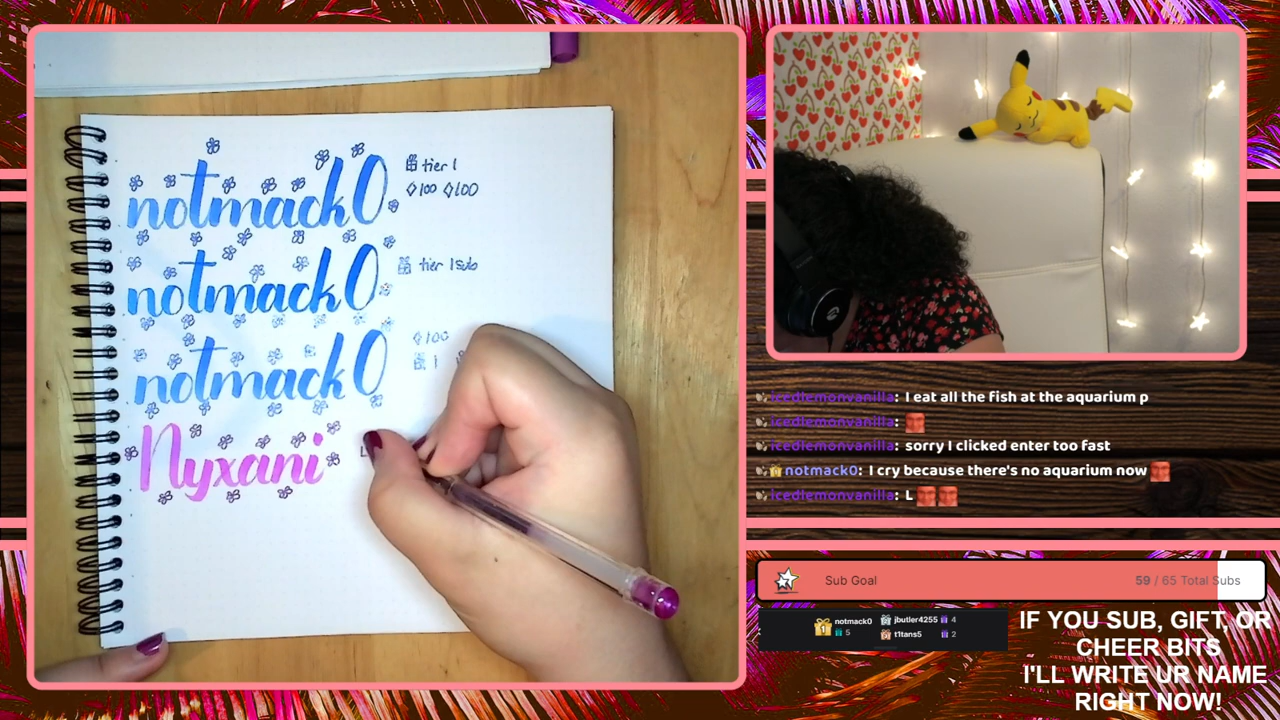 notmack0 tier 1
◊100 ◊100
notmack0 tier 1 sub
notmack0 ◊100
1
Nyxani
icedlemonvanilla: I eat all the fish at the aquarium p
icedlemonvanilla:
icedlemonvanilla: sorry I clicked enter too fast
notmack0: I cry because there's no aquarium now
icedlemonvanilla: L
Sub Goal 59 / 65 Total Subs
1 notmack0 5
jbutler4255 4
t1tans5 2
IF YOU SUB, GIFT, OR
CHEER BITS
I'LL WRITE UR NAME
RIGHT NOW!